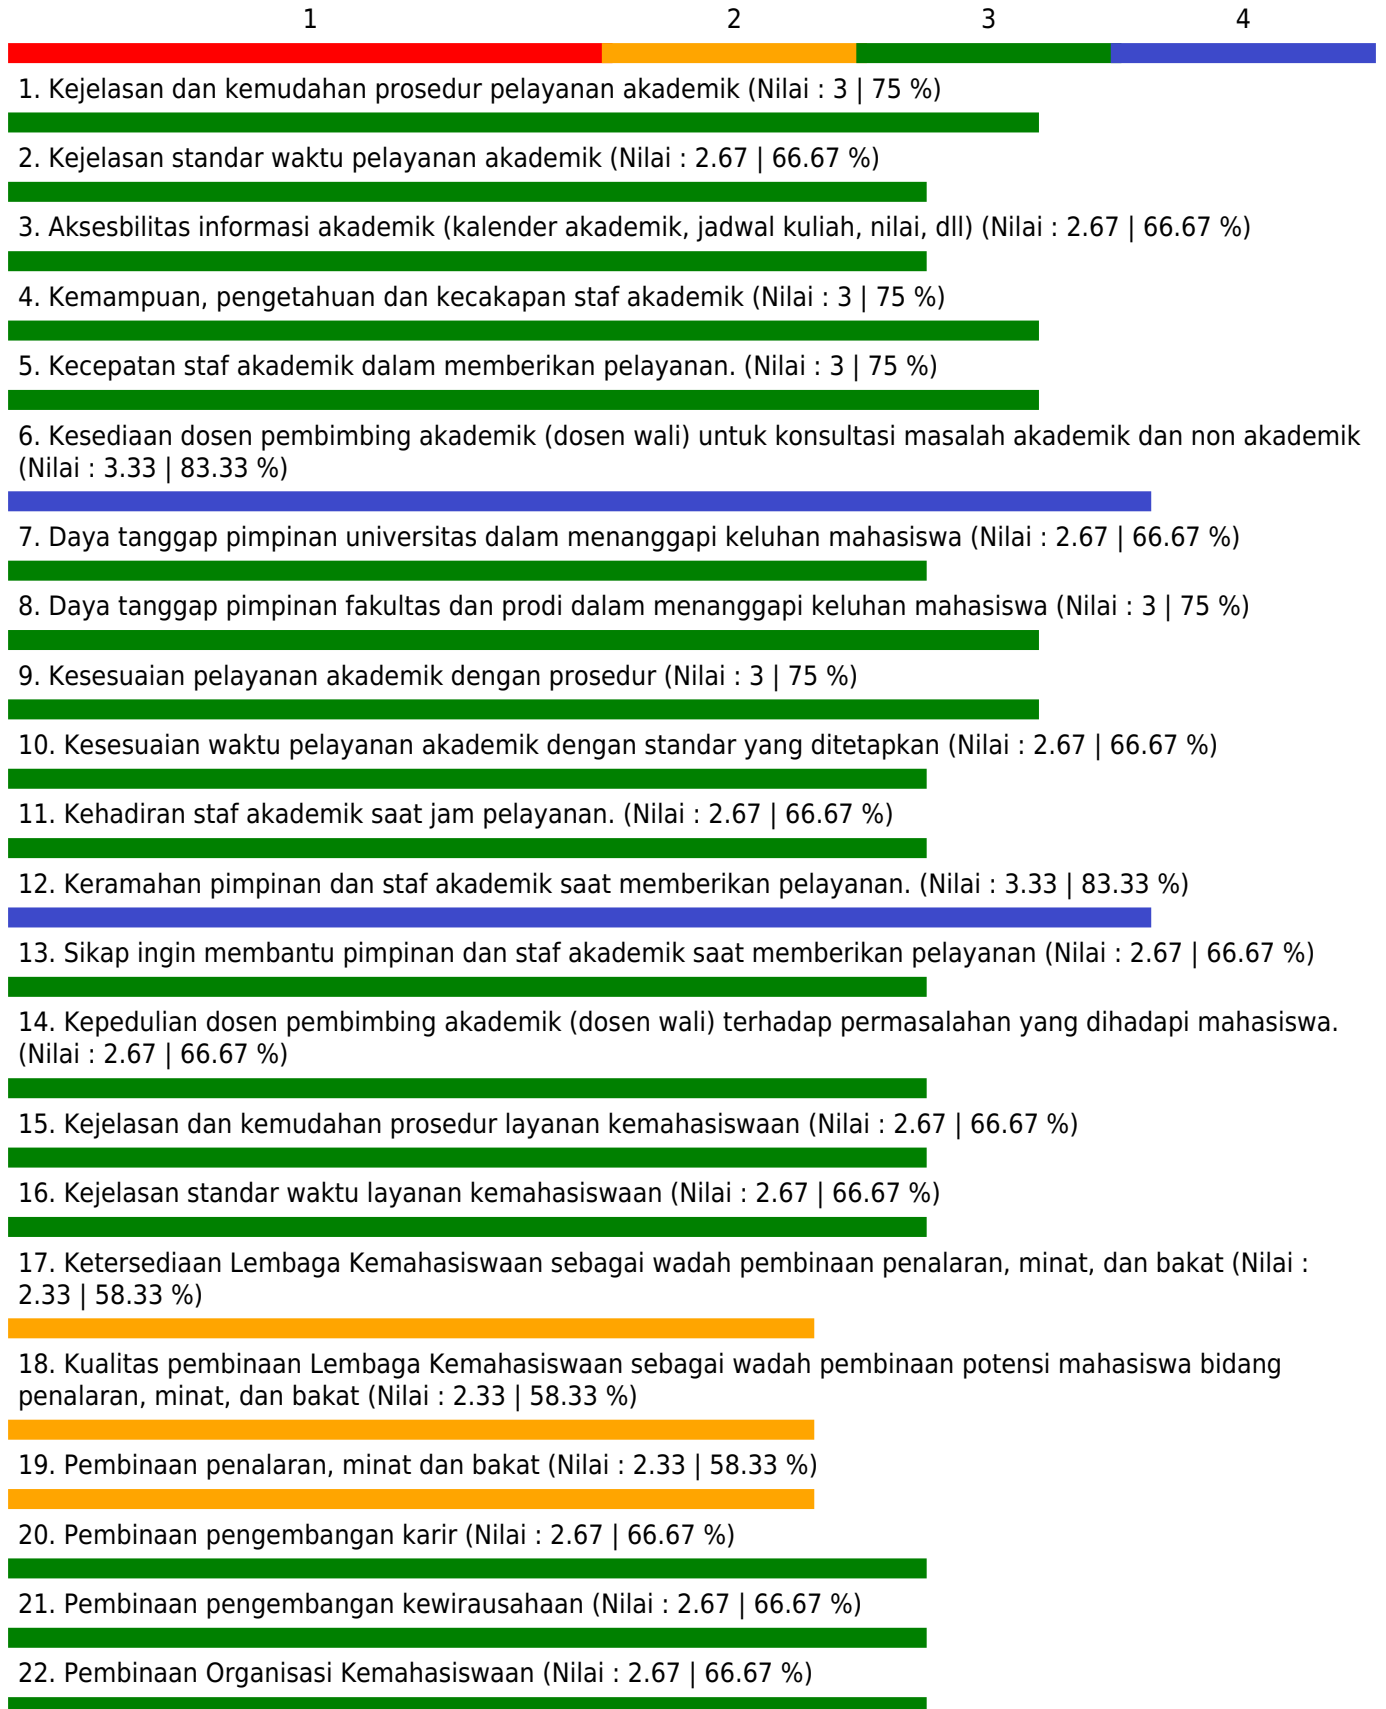 1 2 3 4
1. Kejelasan dan kemudahan prosedur pelayanan akademik (Nilai : 3 | 75 %)
2. Kejelasan standar waktu pelayanan akademik (Nilai : 2.67 | 66.67 %)
3. Aksesbilitas informasi akademik (kalender akademik, jadwal kuliah, nilai, dll) (Nilai : 2.67 | 66.67 %)
4. Kemampuan, pengetahuan dan kecakapan staf akademik (Nilai : 3 | 75 %)
5. Kecepatan staf akademik dalam memberikan pelayanan. (Nilai : 3 | 75 %)
6. Kesediaan dosen pembimbing akademik (dosen wali) untuk konsultasi masalah akademik dan non akademik
(Nilai : 3.33 | 83.33 %)
7. Daya tanggap pimpinan universitas dalam menanggapi keluhan mahasiswa (Nilai : 2.67 | 66.67 %)
8. Daya tanggap pimpinan fakultas dan prodi dalam menanggapi keluhan mahasiswa (Nilai : 3 | 75 %)
9. Kesesuaian pelayanan akademik dengan prosedur (Nilai : 3 | 75 %)
10. Kesesuaian waktu pelayanan akademik dengan standar yang ditetapkan (Nilai : 2.67 | 66.67 %)
11. Kehadiran staf akademik saat jam pelayanan. (Nilai : 2.67 | 66.67 %)
12. Keramahan pimpinan dan staf akademik saat memberikan pelayanan. (Nilai : 3.33 | 83.33 %)
13. Sikap ingin membantu pimpinan dan staf akademik saat memberikan pelayanan (Nilai : 2.67 | 66.67 %)
14. Kepedulian dosen pembimbing akademik (dosen wali) terhadap permasalahan yang dihadapi mahasiswa.
(Nilai : 2.67 | 66.67 %)
15. Kejelasan dan kemudahan prosedur layanan kemahasiswaan (Nilai : 2.67 | 66.67 %)
16. Kejelasan standar waktu layanan kemahasiswaan (Nilai : 2.67 | 66.67 %)
17. Ketersediaan Lembaga Kemahasiswaan sebagai wadah pembinaan penalaran, minat, dan bakat (Nilai :
2.33 | 58.33 %)
18. Kualitas pembinaan Lembaga Kemahasiswaan sebagai wadah pembinaan potensi mahasiswa bidang
penalaran, minat, dan bakat (Nilai : 2.33 | 58.33 %)
19. Pembinaan penalaran, minat dan bakat (Nilai : 2.33 | 58.33 %)
20. Pembinaan pengembangan karir (Nilai : 2.67 | 66.67 %)
21. Pembinaan pengembangan kewirausahaan (Nilai : 2.67 | 66.67 %)
22. Pembinaan Organisasi Kemahasiswaan (Nilai : 2.67 | 66.67 %)